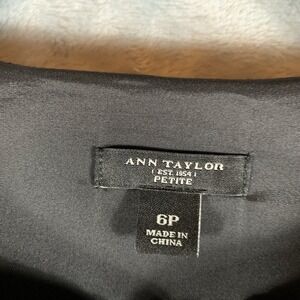 ANN TAYLOR
( EST. 1954 )
PETITE
6P
MADE IN
CHINA